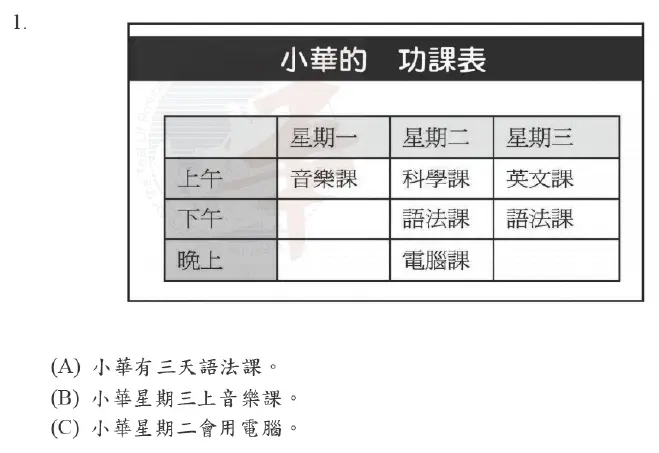 1.
小華的 功課表
星期一 星期二 星期三
上午 音樂課 科學課 英文課
下午 語法課 語法課
晚上 電腦課
(A) 小華有三天語法課。
(B) 小華星期三上音樂課。
(C) 小華星期二會用電腦。